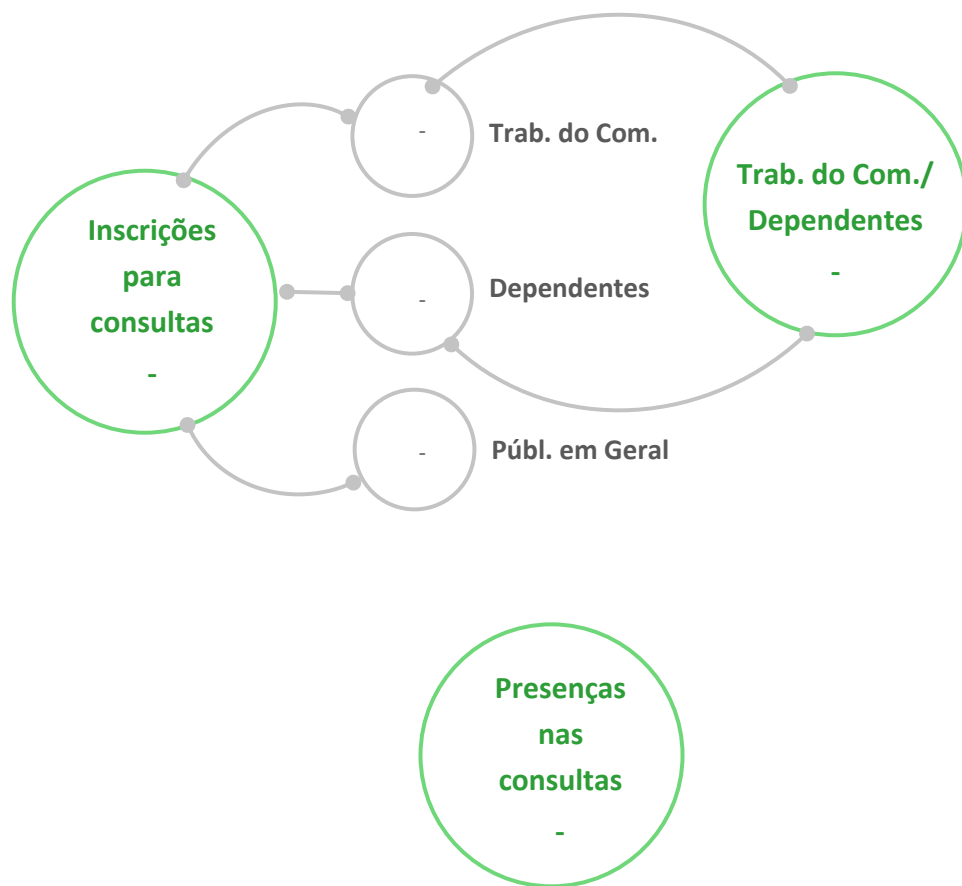 Inscrições
para
consultas
-
-
Trab. do Com.
-
Dependentes
-
Públ. em Geral
Trab. do Com./
Dependentes
-
Presenças
nas
consultas
-